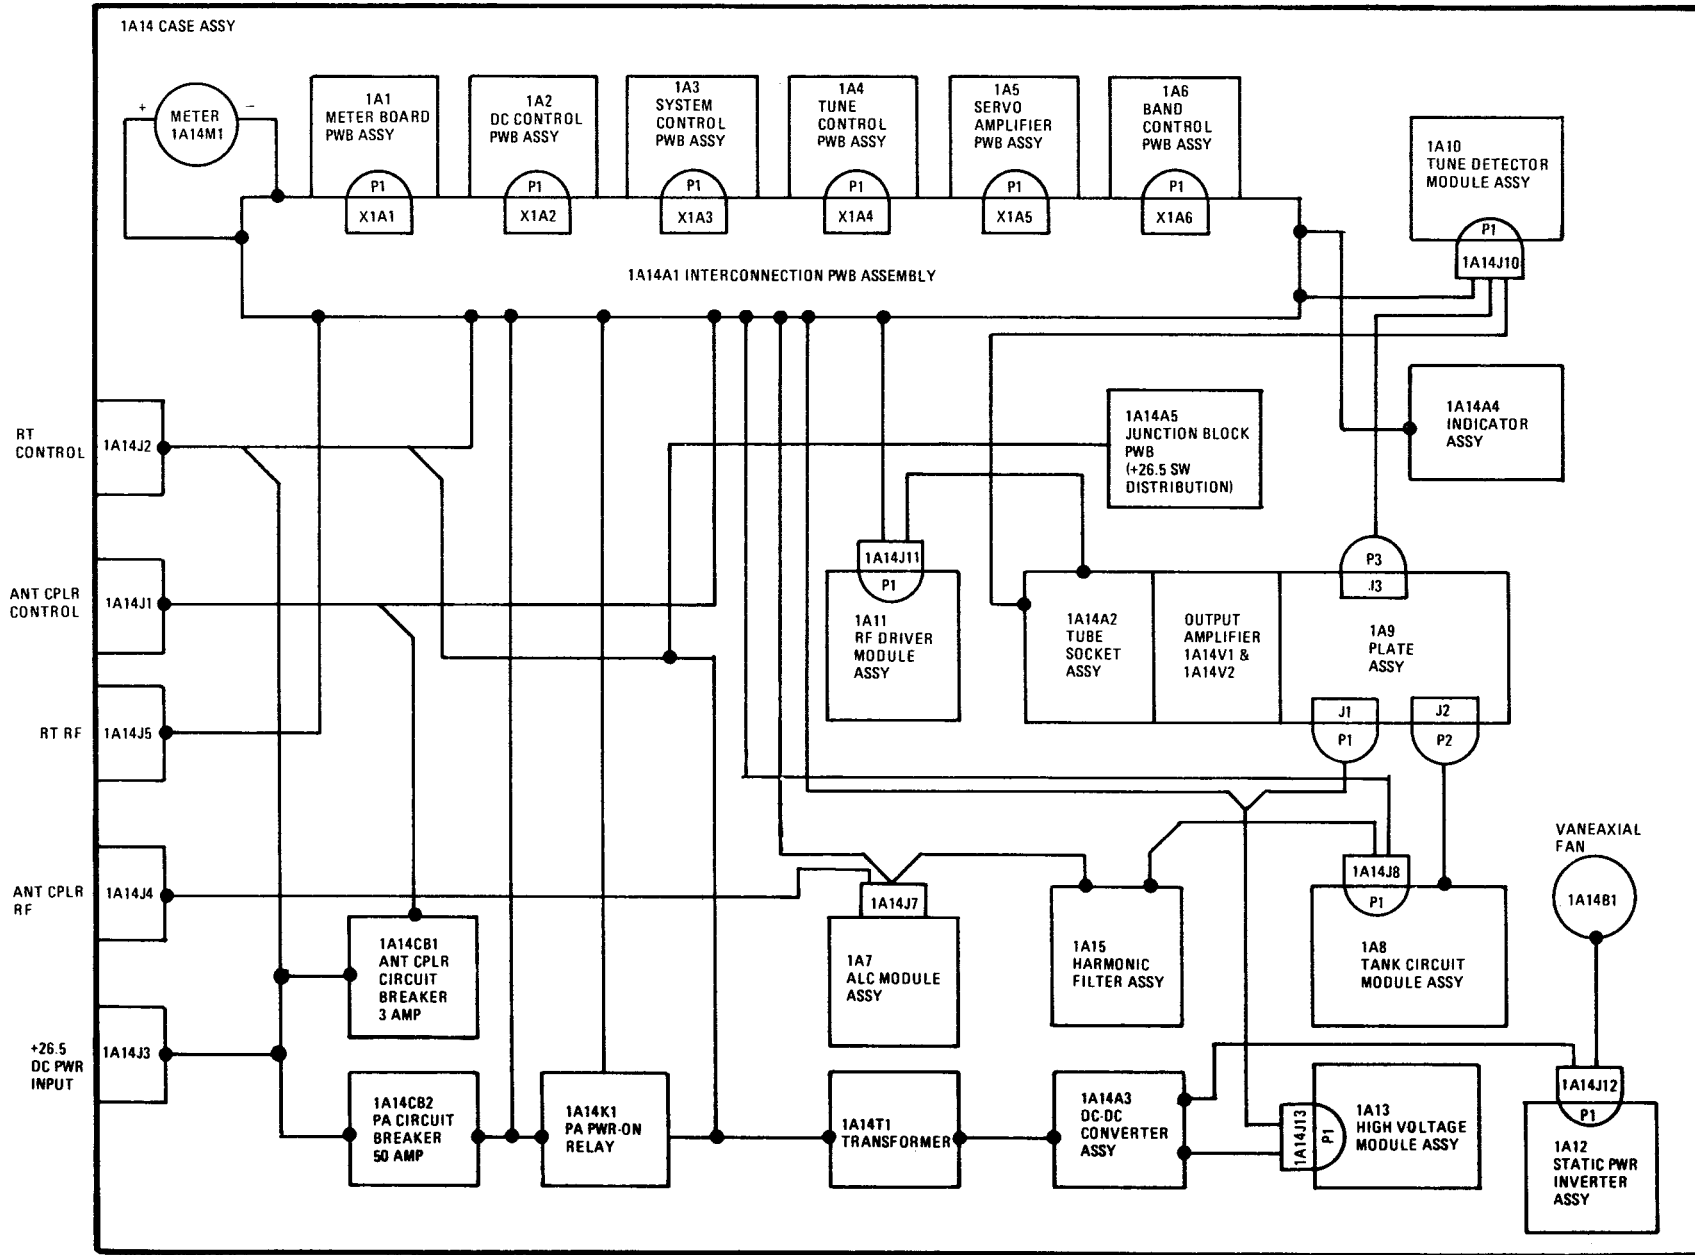 1A14 CASE ASSY
+
METER
1A14M1
−
1A1
METER BOARD
PWB ASSY
P1
X1A1
1A2
DC CONTROL
PWB ASSY
P1
X1A2
1A3
SYSTEM
CONTROL
PWB ASSY
P1
X1A3
1A4
TUNE
CONTROL
PWB ASSY
P1
X1A4
1A5
SERVO
AMPLIFIER
PWB ASSY
P1
X1A5
1A6
BAND
CONTROL
PWB ASSY
P1
X1A6
1A10
TUNE DETECTOR
MODULE ASSY
P1
1A14J10
1A14A1 INTERCONNECTION PWB ASSEMBLY
RT
CONTROL
1A14J2
1A14A5
JUNCTION BLOCK
PWB
(+26.5 SW
DISTRIBUTION)
1A14A4
INDICATOR
ASSY
ANT CPLR
CONTROL
1A14J1
1A14J11
P1
1A11
RF DRIVER
MODULE
ASSY
1A14A2
TUBE
SOCKET
ASSY
OUTPUT
AMPLIFIER
1A14V1 &
1A14V2
P3
J3
1A9
PLATE
ASSY
J1
P1
J2
P2
RT RF
1A14J5
ANT CPLR
RF
1A14J4
1A14CB1
ANT CPLR
CIRCUIT
BREAKER
3 AMP
1A14J7
1A7
ALC MODULE
ASSY
1A15
HARMONIC
FILTER ASSY
1A14J8
P1
1A8
TANK CIRCUIT
MODULE ASSY
VANEAXIAL
FAN
1A14B1
+26.5
DC PWR
INPUT
1A14J3
1A14CB2
PA CIRCUIT
BREAKER
50 AMP
1A14K1
PA PWR-ON
RELAY
1A14T1
TRANSFORMER
1A14A3
DC-DC
CONVERTER
ASSY
1A14J13
P1
1A13
HIGH VOLTAGE
MODULE ASSY
1A14J12
P1
1A12
STATIC PWR
INVERTER
ASSY